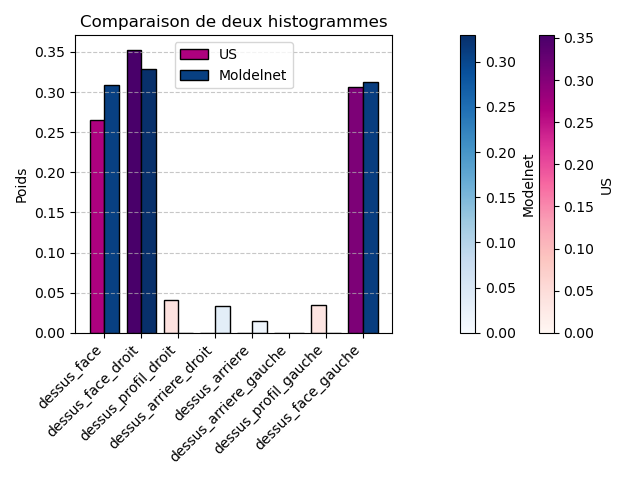 Comparaison de deux histogrammes
US
Moldelnet
Poids
0.35
0.30
0.25
0.20
0.15
0.10
0.05
0.00
dessus_face
dessus_face_droit
dessus_profil_droit
dessus_arriere_droit
dessus_arriere
dessus_arriere_gauche
dessus_profil_gauche
dessus_face_gauche
0.30
0.25
0.20
0.15
0.10
0.05
0.00
Modelnet
0.35
0.30
0.25
0.20
0.15
0.10
0.05
0.00
US